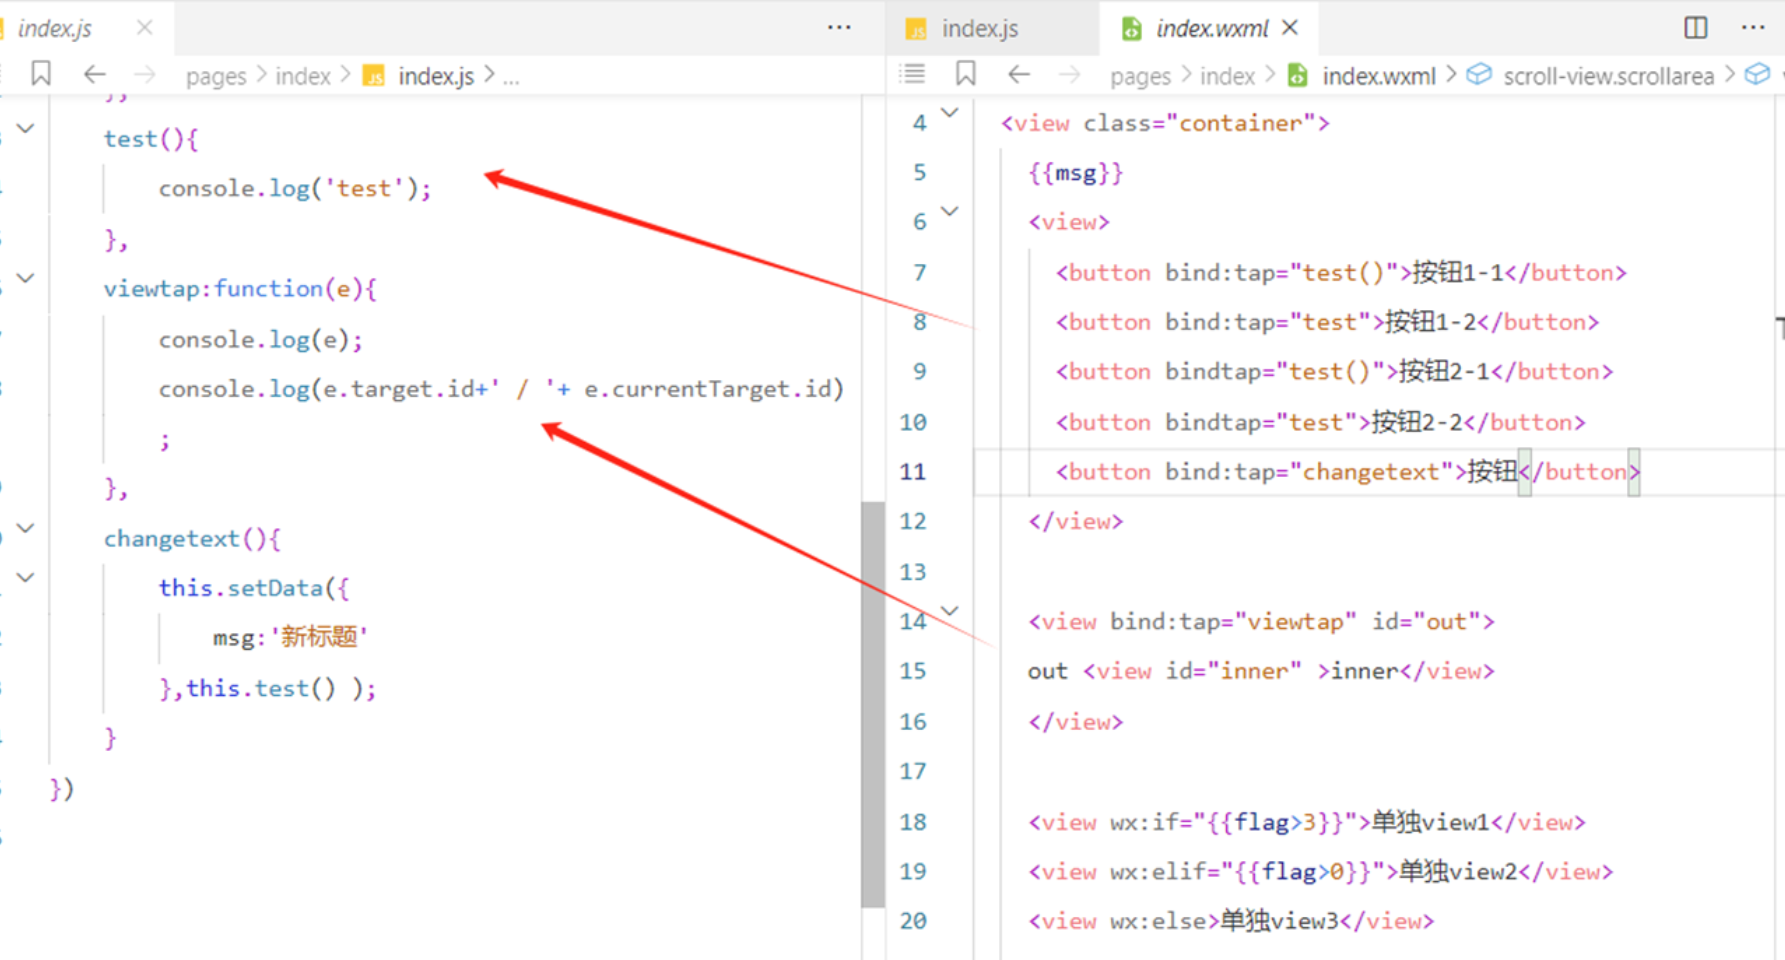 index.js
pages > index > JS index.js > ...
},
test(){
console.log('test');
},
viewtap:function(e){
console.log(e);
console.log(e.target.id+' / '+ e.currentTarget.id)
;
},
changetext(){
this.setData({
msg:'新标题'
},this.test() );
}
})
JS index.js
index.wxml
pages > index > index.wxml > scroll-view.scrollarea >
4 <view class="container">
5 {{msg}}
6 <view>
7 <button bind:tap="test()">按钮1-1</button>
8 <button bind:tap="test">按钮1-2</button>
9 <button bindtap="test()">按钮2-1</button>
10 <button bindtap="test">按钮2-2</button>
11 <button bind:tap="changetext">按钮</button>
12 </view>
13
14 <view bind:tap="viewtap" id="out">
15 out <view id="inner" >inner</view>
16 </view>
17
18 <view wx:if="{{flag>3}}">单独view1</view>
19 <view wx:elif="{{flag>0}}">单独view2</view>
20 <view wx:else>单独view3</view>